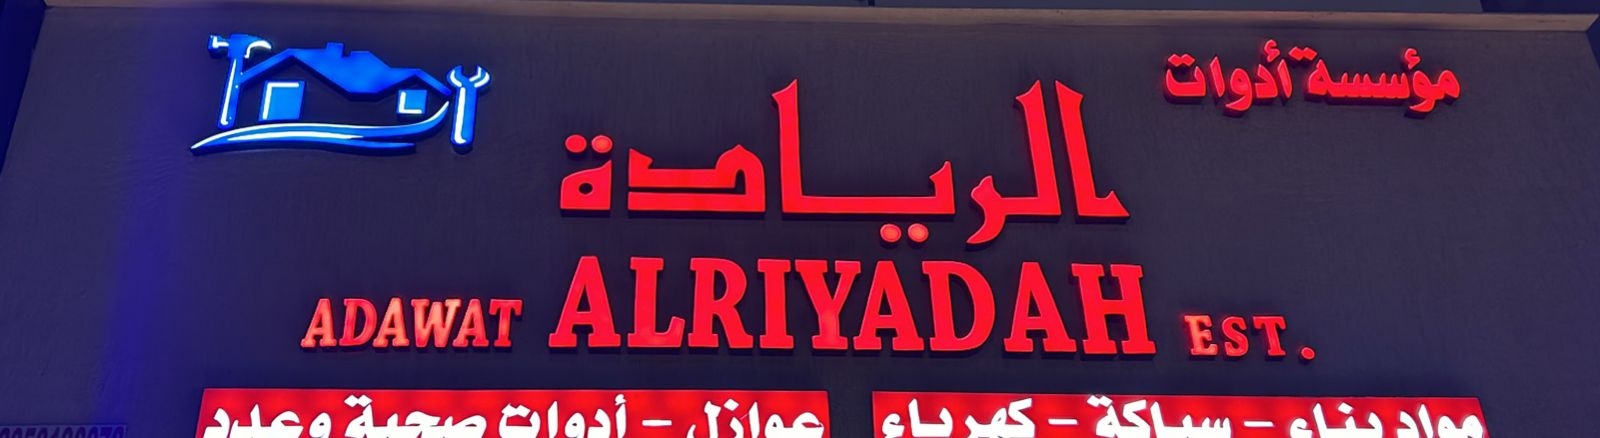 مؤسسة أدوات
الريادة
ADAWAT ALRIYADAH EST.
مواد بناء - سباكة - كهرباء
عوازل - أدوات صحية وعدد